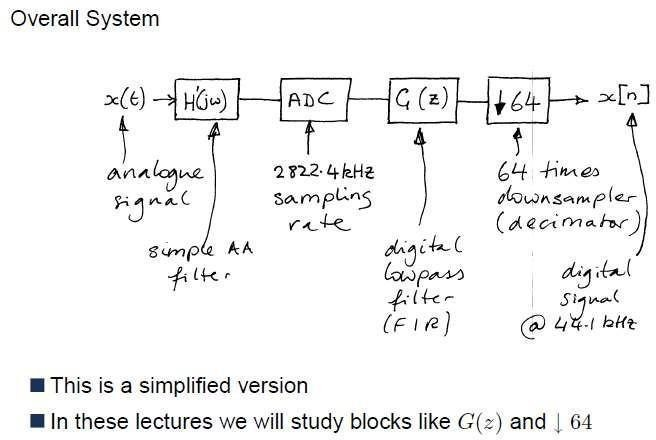 Overall System
x(t) → H'(jω) ADC G(z) ↓64 → x[n]
analogue
signal
simple AA
filter
2822.4kHz
sampling
rate
digital
lowpass
filter
(FIR)
64 times
downsampler
(decimator)
digital
signal
@ 44.1 kHz
■ This is a simplified version
■ In these lectures we will study blocks like G(z) and ↓ 64